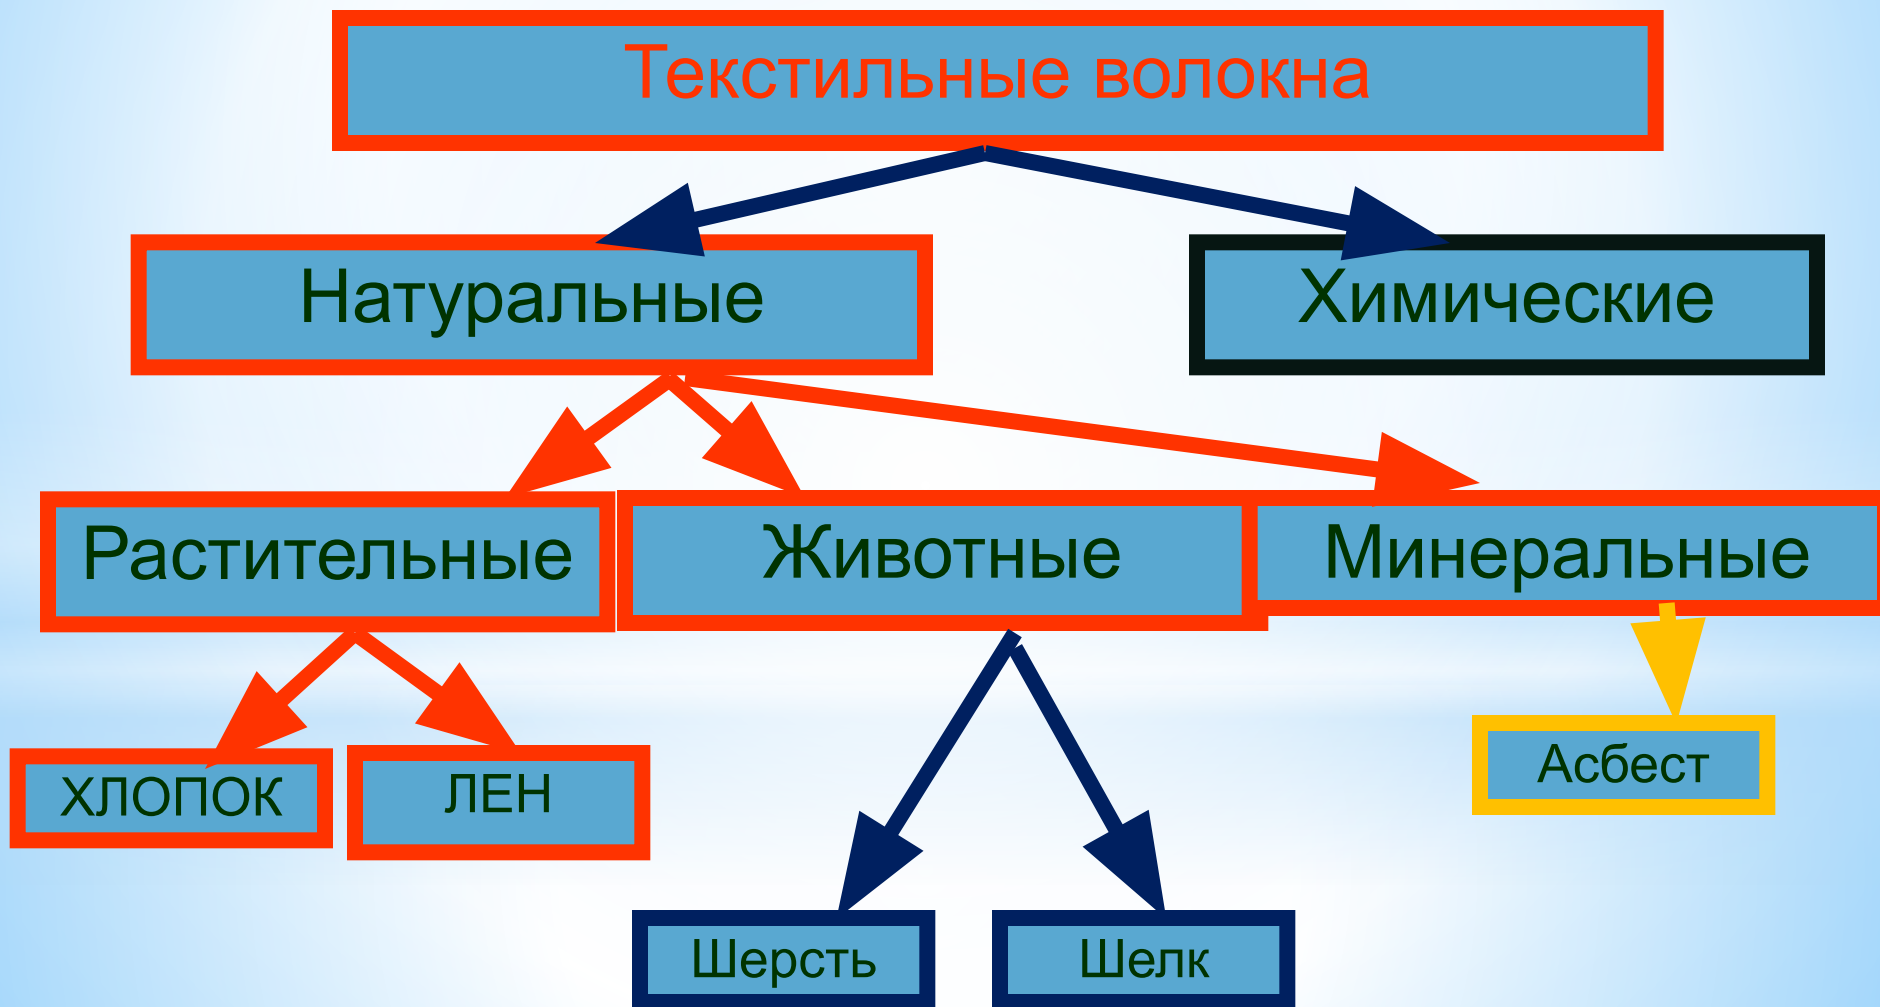 Текстильные волокна
Натуральные
Химические
Растительные
Животные
Минеральные
ХЛОПОК
ЛЕН
Асбест
Шерсть
Шелк